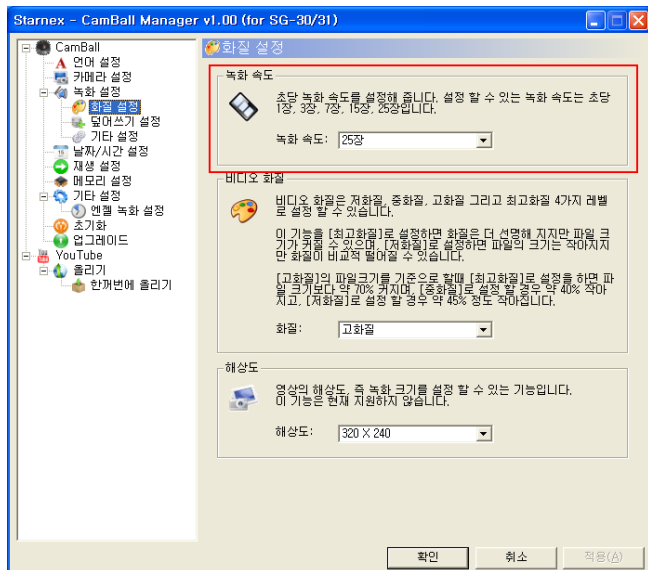 Starnex - CamBall Manager v1.00 (for SG-30/31)
CamBall
언어 설정
카메라 설정
녹화 설정
화질 설정
덮어쓰기 설정
기타 설정
날짜/시간 설정
재생 설정
메모리 설정
기타 설정
엔젤 녹화 설정
초기화
업그레이드
YouTube
올리기
한꺼번에 올리기
화질 설정
녹화 속도
초당 녹화 속도를 설정해 줍니다. 설정 할 수 있는 녹화 속도는 초당
1장, 3장, 7장, 15장, 25장입니다.
녹화 속도: 25장
비디오 화질
비디오 화질은 저화질, 중화질, 고화질 그리고 최고화질 4가지 레벨
로 설정 할 수 있습니다.
이 기능을 [최고화질]로 설정하면 화질은 더 선명해 지지만 파일 크
기가 커질 수 있으며, [저화질]로 설정하면 파일의 크기는 작아지지
만 화질이 비교적 떨어질 수 있습니다.
[고화질]의 파일크기를 기준으로 할때 [최고화질]로 설정을 하면 파
일 크기보다 약 70% 커지며, [중화질]로 설정 할 경우 약 40% 작아
지고, [저화질]로 설정 할 경우 약 45% 정도 작아집니다.
화질: 고화질
해상도
영상의 해상도, 즉 녹화 크기를 설정 할 수 있는 기능입니다.
이 기능은 현재 지원하지 않습니다.
해상도: 320 X 240
확인 취소 적용(A)